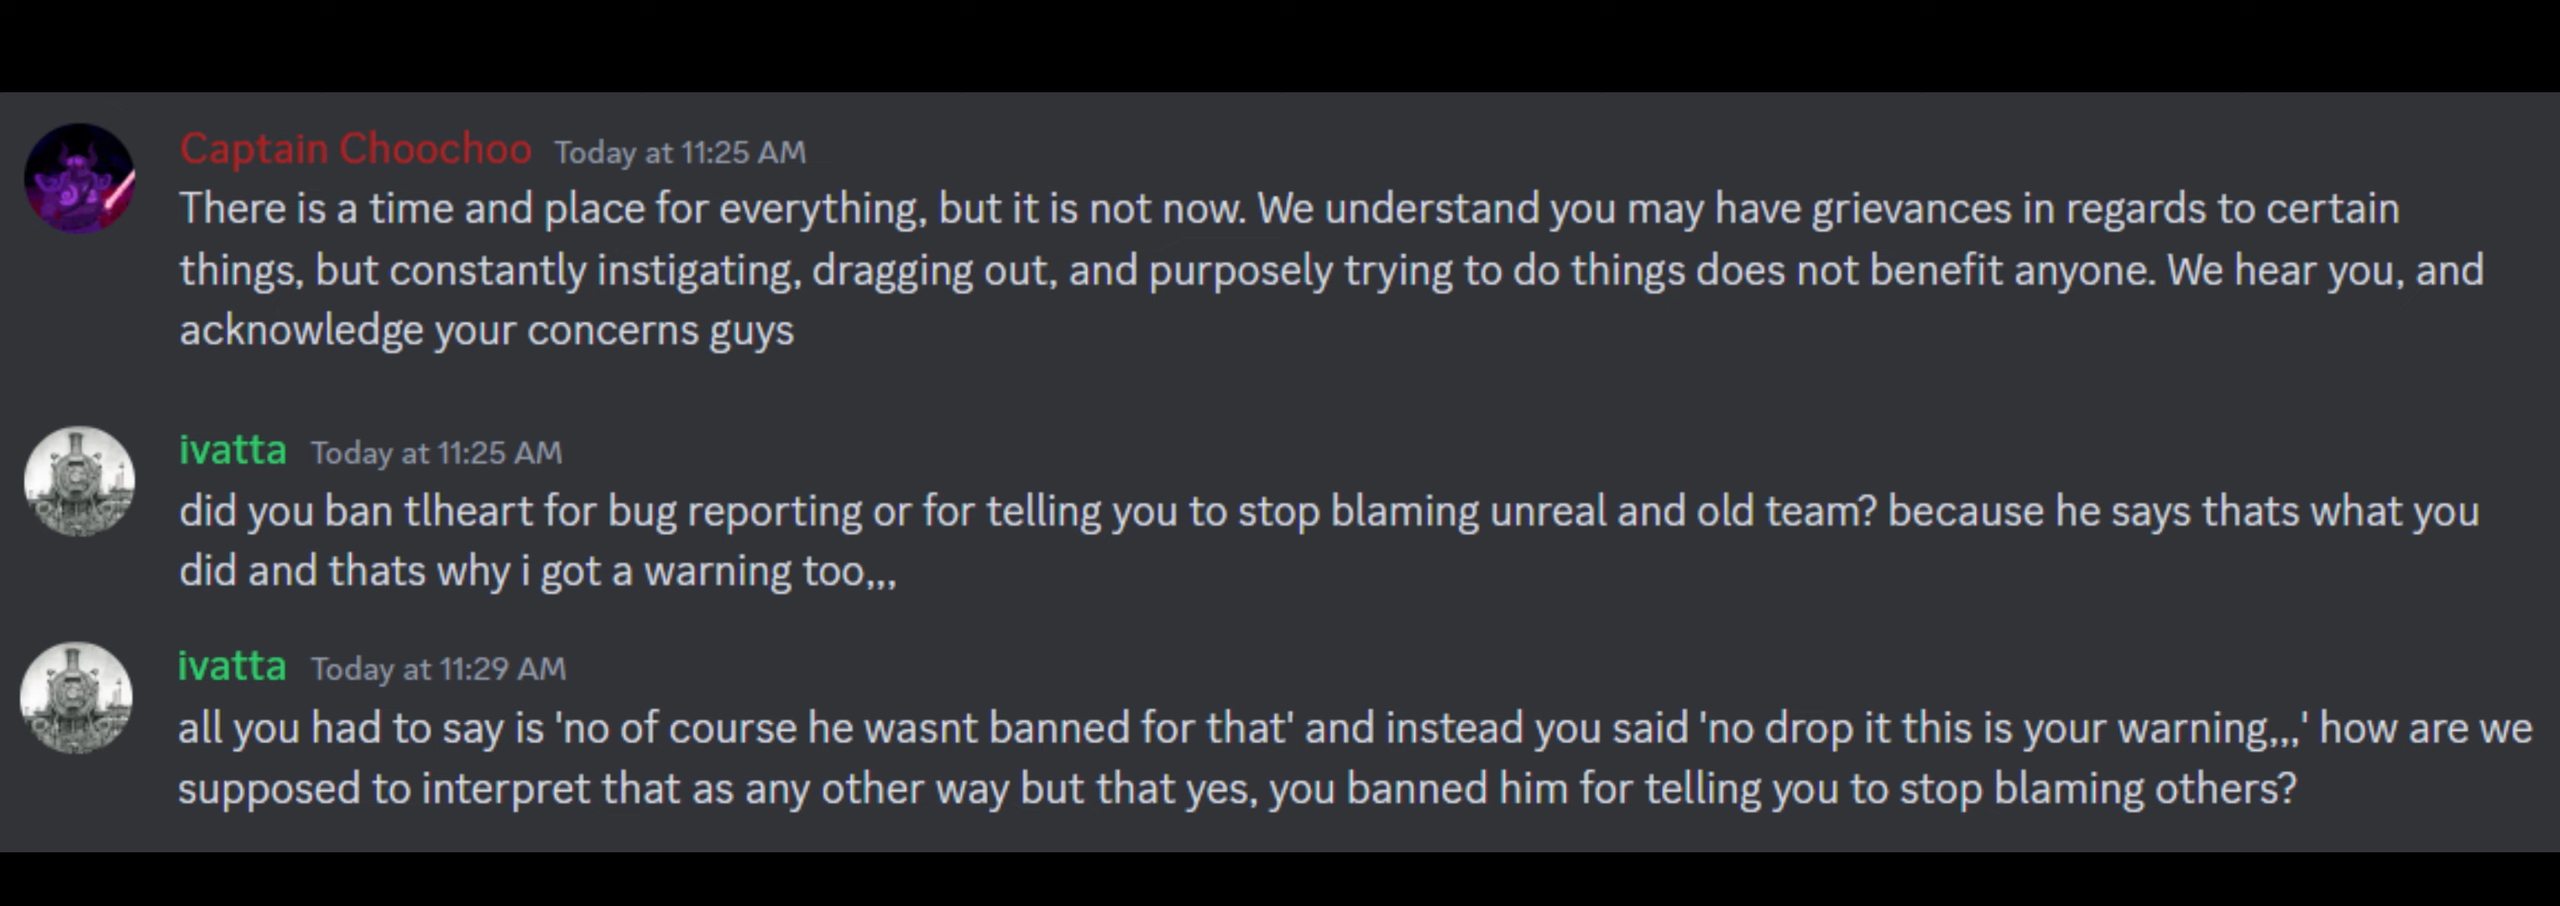 Captain Choochoo Today at 11:25 AM
There is a time and place for everything, but it is not now. We understand you may have grievances in regards to certain
things, but constantly instigating, dragging out, and purposely trying to do things does not benefit anyone. We hear you, and
acknowledge your concerns guys
ivatta Today at 11:25 AM
did you ban tlheart for bug reporting or for telling you to stop blaming unreal and old team? because he says thats what you
did and thats why i got a warning too,,,
ivatta Today at 11:29 AM
all you had to say is 'no of course he wasnt banned for that' and instead you said 'no drop it this is your warning,,,' how are we
supposed to interpret that as any other way but that yes, you banned him for telling you to stop blaming others?